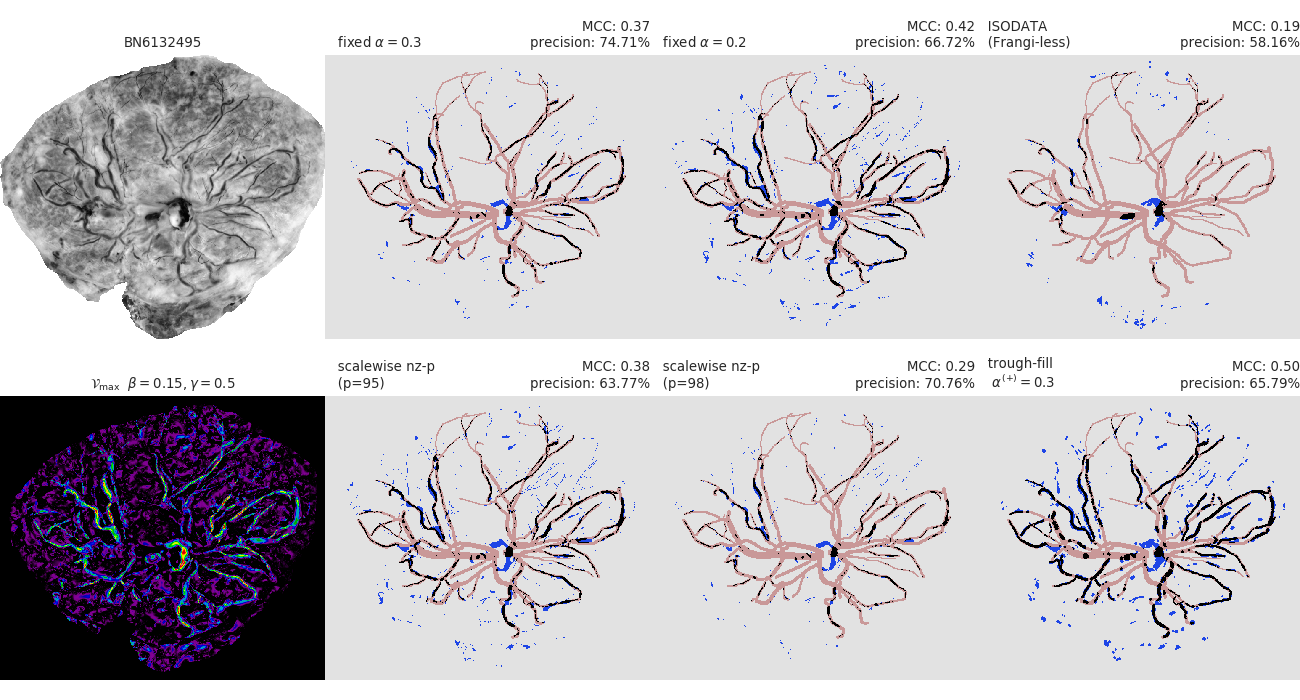 BN6132495
fixed α = 0.3
MCC: 0.37
precision: 74.71%
fixed α = 0.2
MCC: 0.42
precision: 66.72%
ISODATA
(Frangi-less)
MCC: 0.19
precision: 58.16%
𝒱max β = 0.15, γ = 0.5
scalewise nz-p
(p=95)
MCC: 0.38
precision: 63.77%
scalewise nz-p
(p=98)
MCC: 0.29
precision: 70.76%
trough-fill
α(+) = 0.3
MCC: 0.50
precision: 65.79%